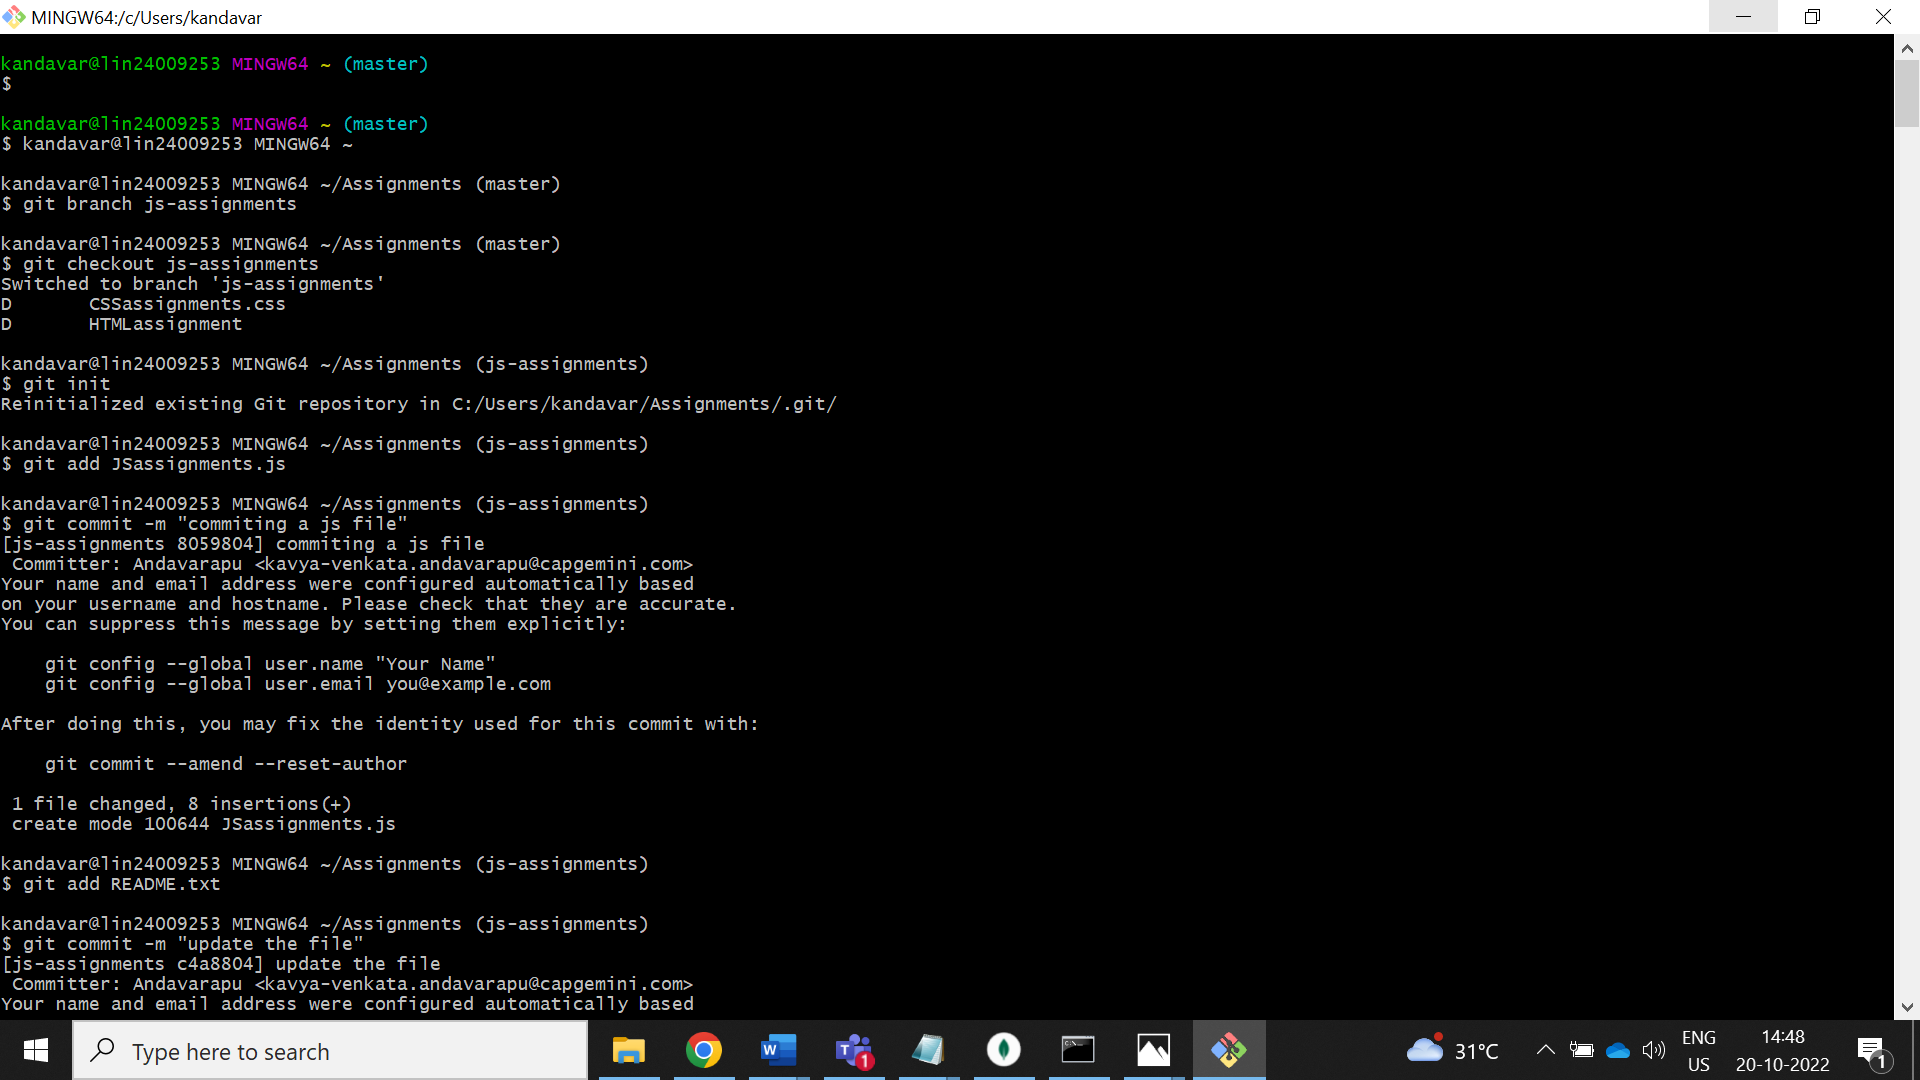 MINGW64:/c/Users/kandavar
kandavar@lin24009253 MINGW64 ~ (master)
$
kandavar@lin24009253 MINGW64 ~ (master)
$ kandavar@lin24009253 MINGW64 ~
kandavar@lin24009253 MINGW64 ~/Assignments (master)
$ git branch js-assignments
kandavar@lin24009253 MINGW64 ~/Assignments (master)
$ git checkout js-assignments
Switched to branch 'js-assignments'
D       CSSassignments.css
D       HTMLassignment
kandavar@lin24009253 MINGW64 ~/Assignments (js-assignments)
$ git init
Reinitialized existing Git repository in C:/Users/kandavar/Assignments/.git/
kandavar@lin24009253 MINGW64 ~/Assignments (js-assignments)
$ git add JSassignments.js
kandavar@lin24009253 MINGW64 ~/Assignments (js-assignments)
$ git commit -m "commiting a js file"
[js-assignments 8059804] commiting a js file
 Committer: Andavarapu <kavya-venkata.andavarapu@capgemini.com>
Your name and email address were configured automatically based
on your username and hostname. Please check that they are accurate.
You can suppress this message by setting them explicitly:
    git config --global user.name "Your Name"
    git config --global user.email you@example.com
After doing this, you may fix the identity used for this commit with:
    git commit --amend --reset-author
 1 file changed, 8 insertions(+)
 create mode 100644 JSassignments.js
kandavar@lin24009253 MINGW64 ~/Assignments (js-assignments)
$ git add README.txt
kandavar@lin24009253 MINGW64 ~/Assignments (js-assignments)
$ git commit -m "update the file"
[js-assignments c4a8804] update the file
 Committer: Andavarapu <kavya-venkata.andavarapu@capgemini.com>
Your name and email address were configured automatically based
Type here to search
W
T
1
C:\
31°C
ENG
US
14:48
20-10-2022
1